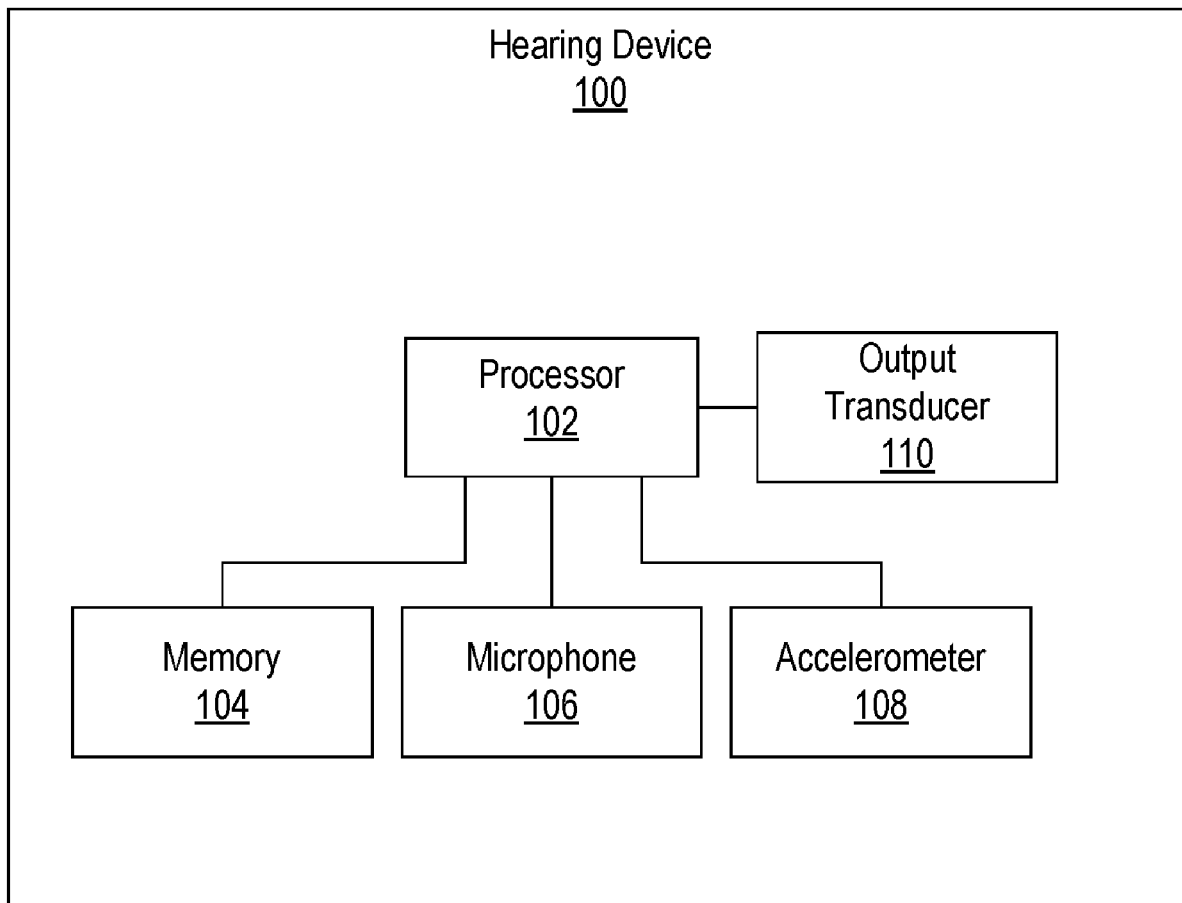 Hearing Device
100
Processor
102
Output
Transducer
110
Memory
104
Microphone
106
Accelerometer
108